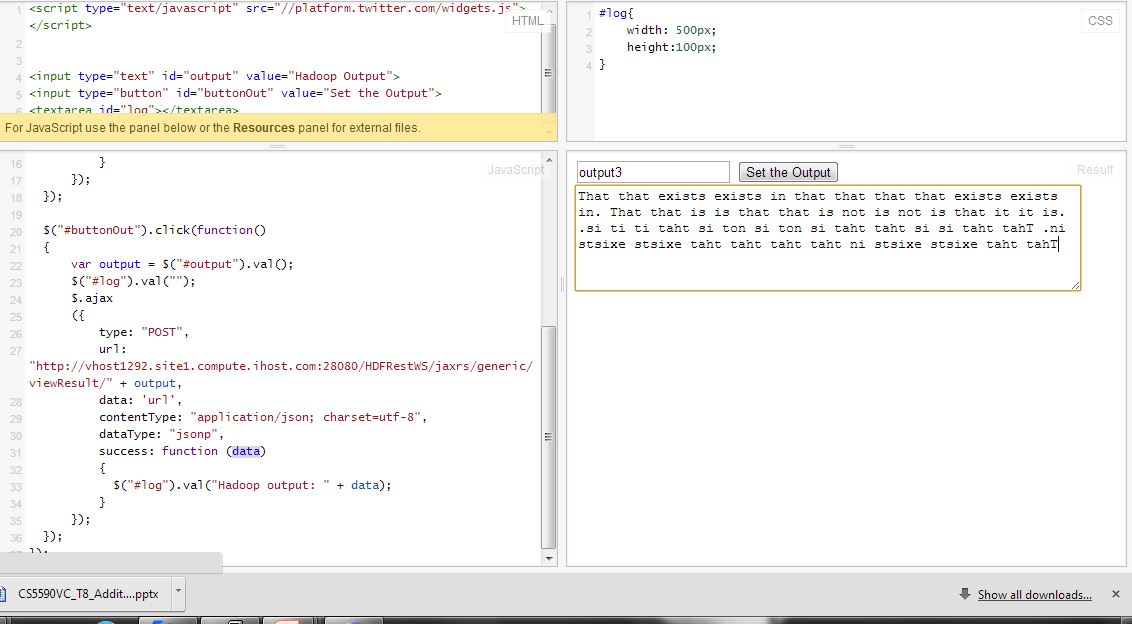 1 <script type="text/javascript" src="//platform.twitter.com/widgets.js">
</script>
HTML
2
3
4 <input type="text" id="output" value="Hadoop Output">
5 <input type="button" id="buttonOut" value="Set the Output">
6 <textarea id="log"></textarea>
For JavaScript use the panel below or the Resources panel for external files.
1 #log{
CSS
2 width: 500px;
3 height:100px;
4 }
JavaScript
16 }
17 });
18 });
19
20 $("#buttonOut").click(function()
21 {
22 var output = $("#output").val();
23 $("#log").val("");
24 $.ajax
25 ({
26 type: "POST",
27 url:
"http://vhost1292.site1.compute.ihost.com:28080/HDFRestWS/jaxrs/generic/
viewResult/" + output,
28 data: 'url',
29 contentType: "application/json; charset=utf-8",
30 dataType: "jsonp",
31 success: function (data)
32 {
33 $("#log").val("Hadoop output: " + data);
34 }
35 });
36 });
37 });
Result
output3
Set the Output
That that exists exists in that that that that exists exists
in. That that is is that that is not is not is that it it is.
.si ti ti taht si ton si ton si taht taht si si taht tahT .ni
stsixe stsixe taht taht taht taht ni stsixe stsixe taht tahT
CS5590VC_T8_Addit....pptx
Show all downloads...